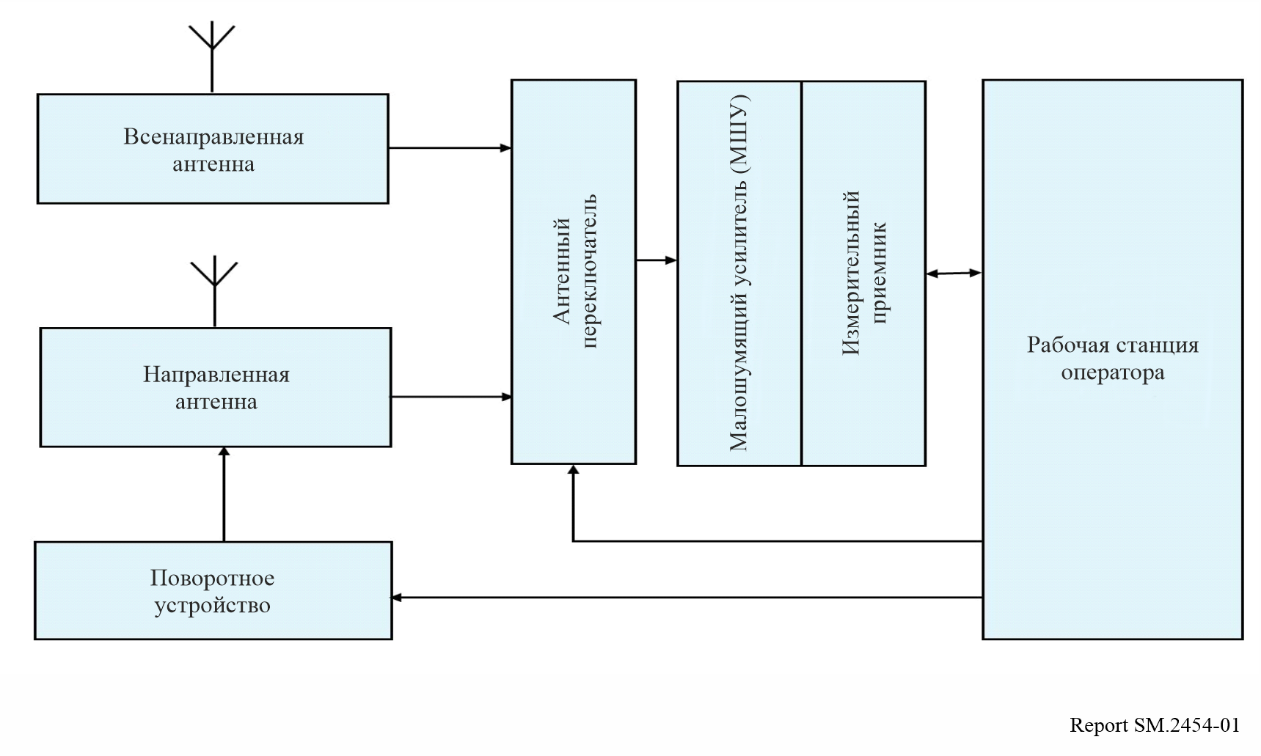 Всенаправленная
антенна
Направленная
антенна
Поворотное
устройство
Антенный
переключатель
Малошумящий усилитель (МШУ)
Измерительный
приемник
Рабочая станция
оператора
Report SM.2454-01